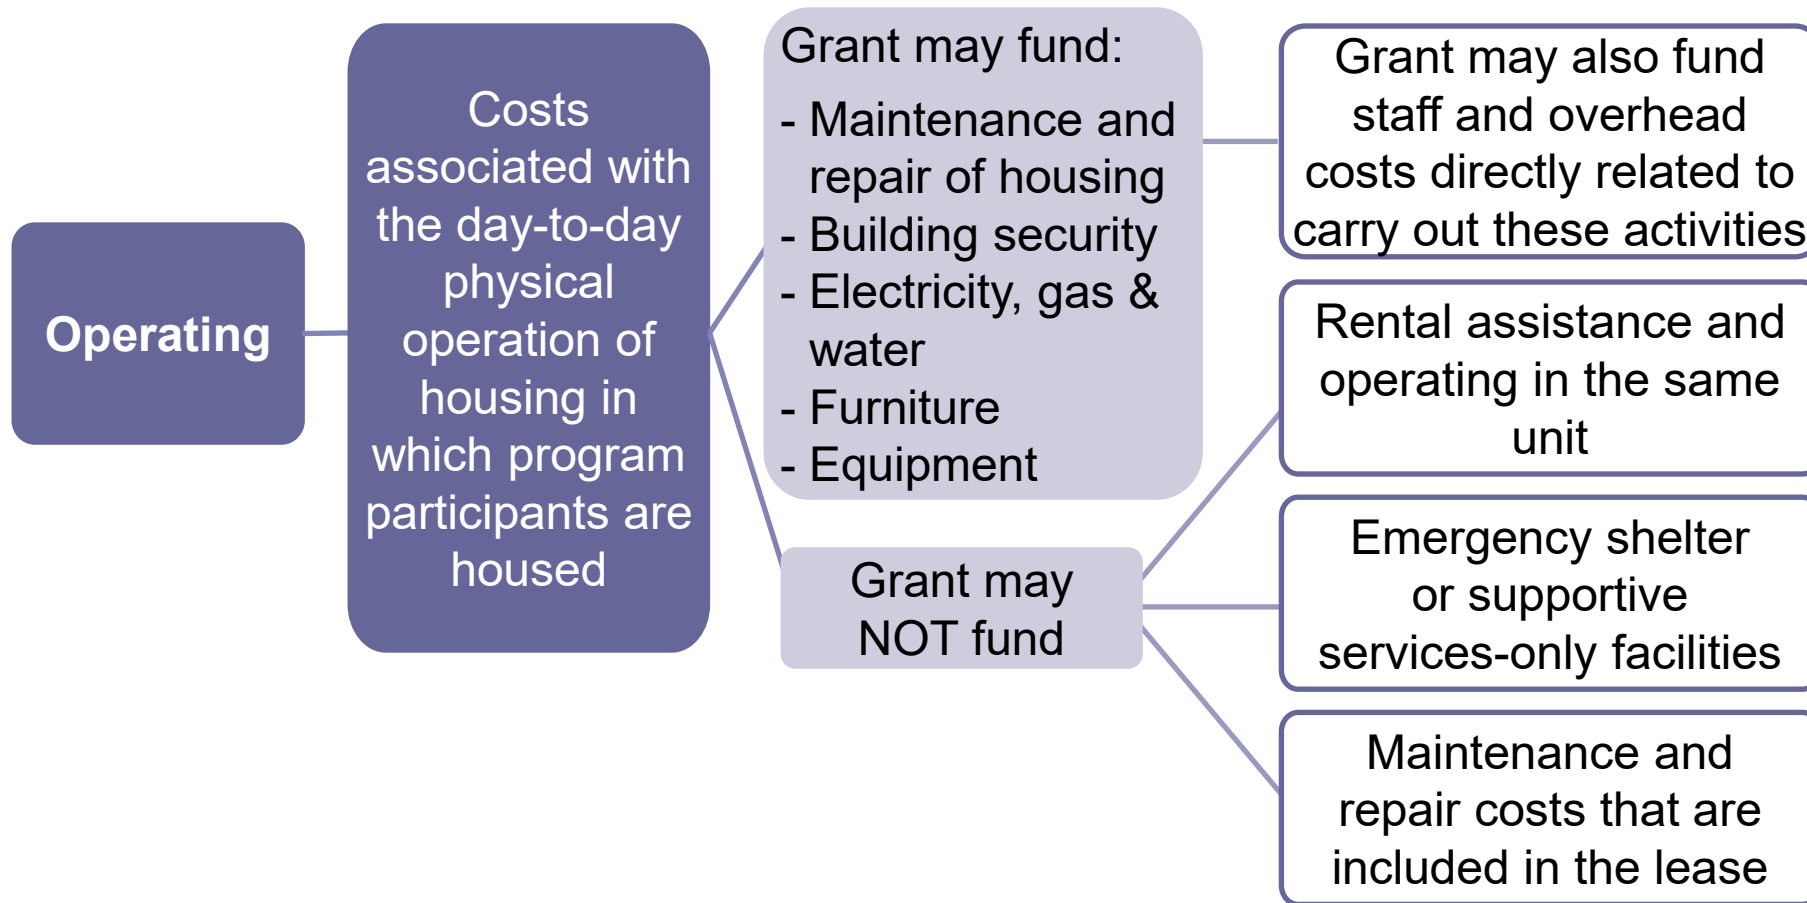 Operating
Costs
associated with
the day-to-day
physical
operation of
housing in
which program
participants are
housed
Grant may fund:
- Maintenance and
repair of housing
- Building security
- Electricity, gas &
water
- Furniture
- Equipment
Grant may also fund
staff and overhead
costs directly related to
carry out these activities
Grant may
NOT fund
Rental assistance and
operating in the same
unit
Emergency shelter
or supportive
services-only facilities
Maintenance and
repair costs that are
included in the lease